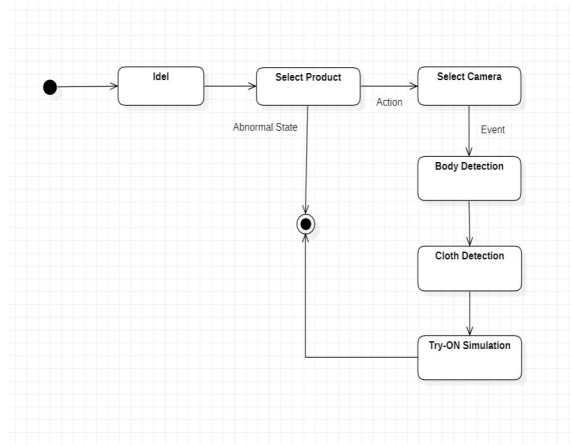 Idel
Select Product
Select Camera
Action
Abnormal State
Event
Body Detection
Cloth Detection
Try-ON Simulation